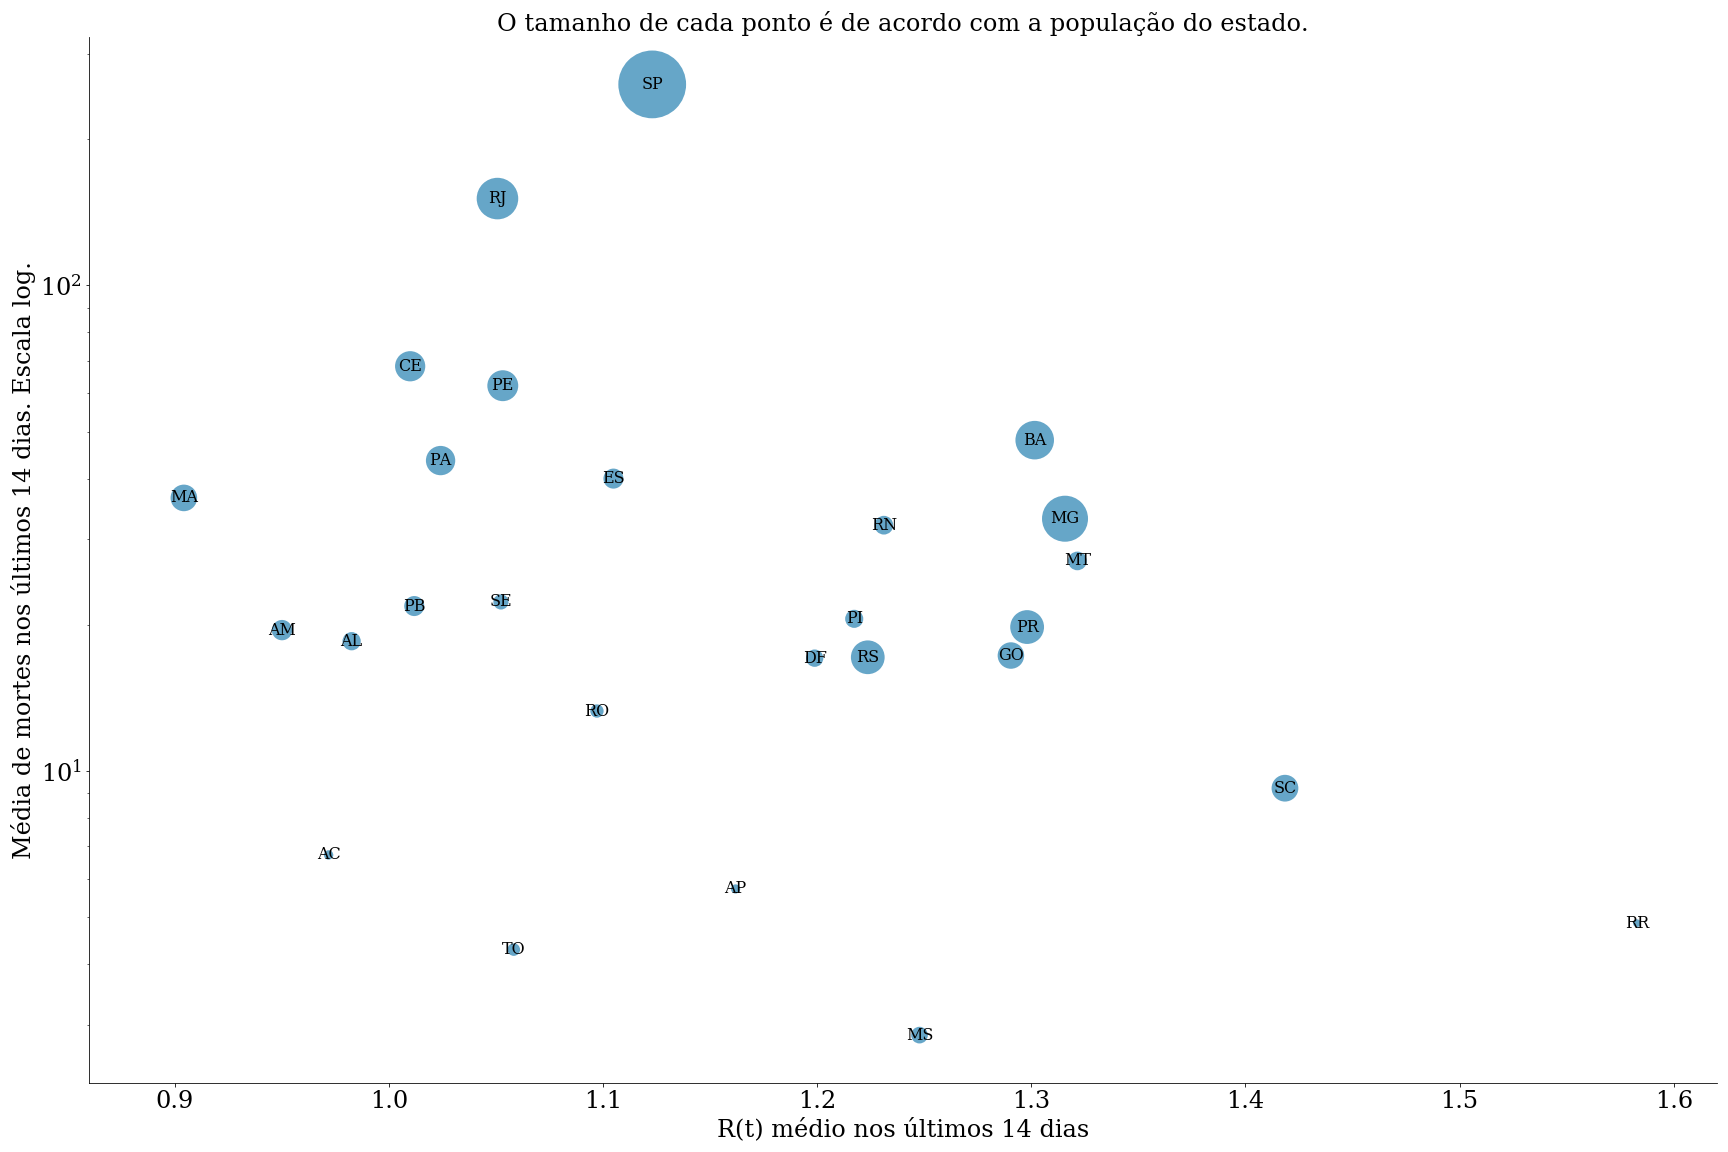 O tamanho de cada ponto é de acordo com a população do estado.
Média de mortes nos últimos 14 dias. Escala log.
10²
10¹
SP
RJ
CE
PE
BA
PA
ES
MA
MG
RN
MT
SE
PB
PI
AM
PR
AL
GO
RS
DF
RO
SC
AC
AP
RR
TO
MS
0.9 1.0 1.1 1.2 1.3 1.4 1.5 1.6
R(t) médio nos últimos 14 dias